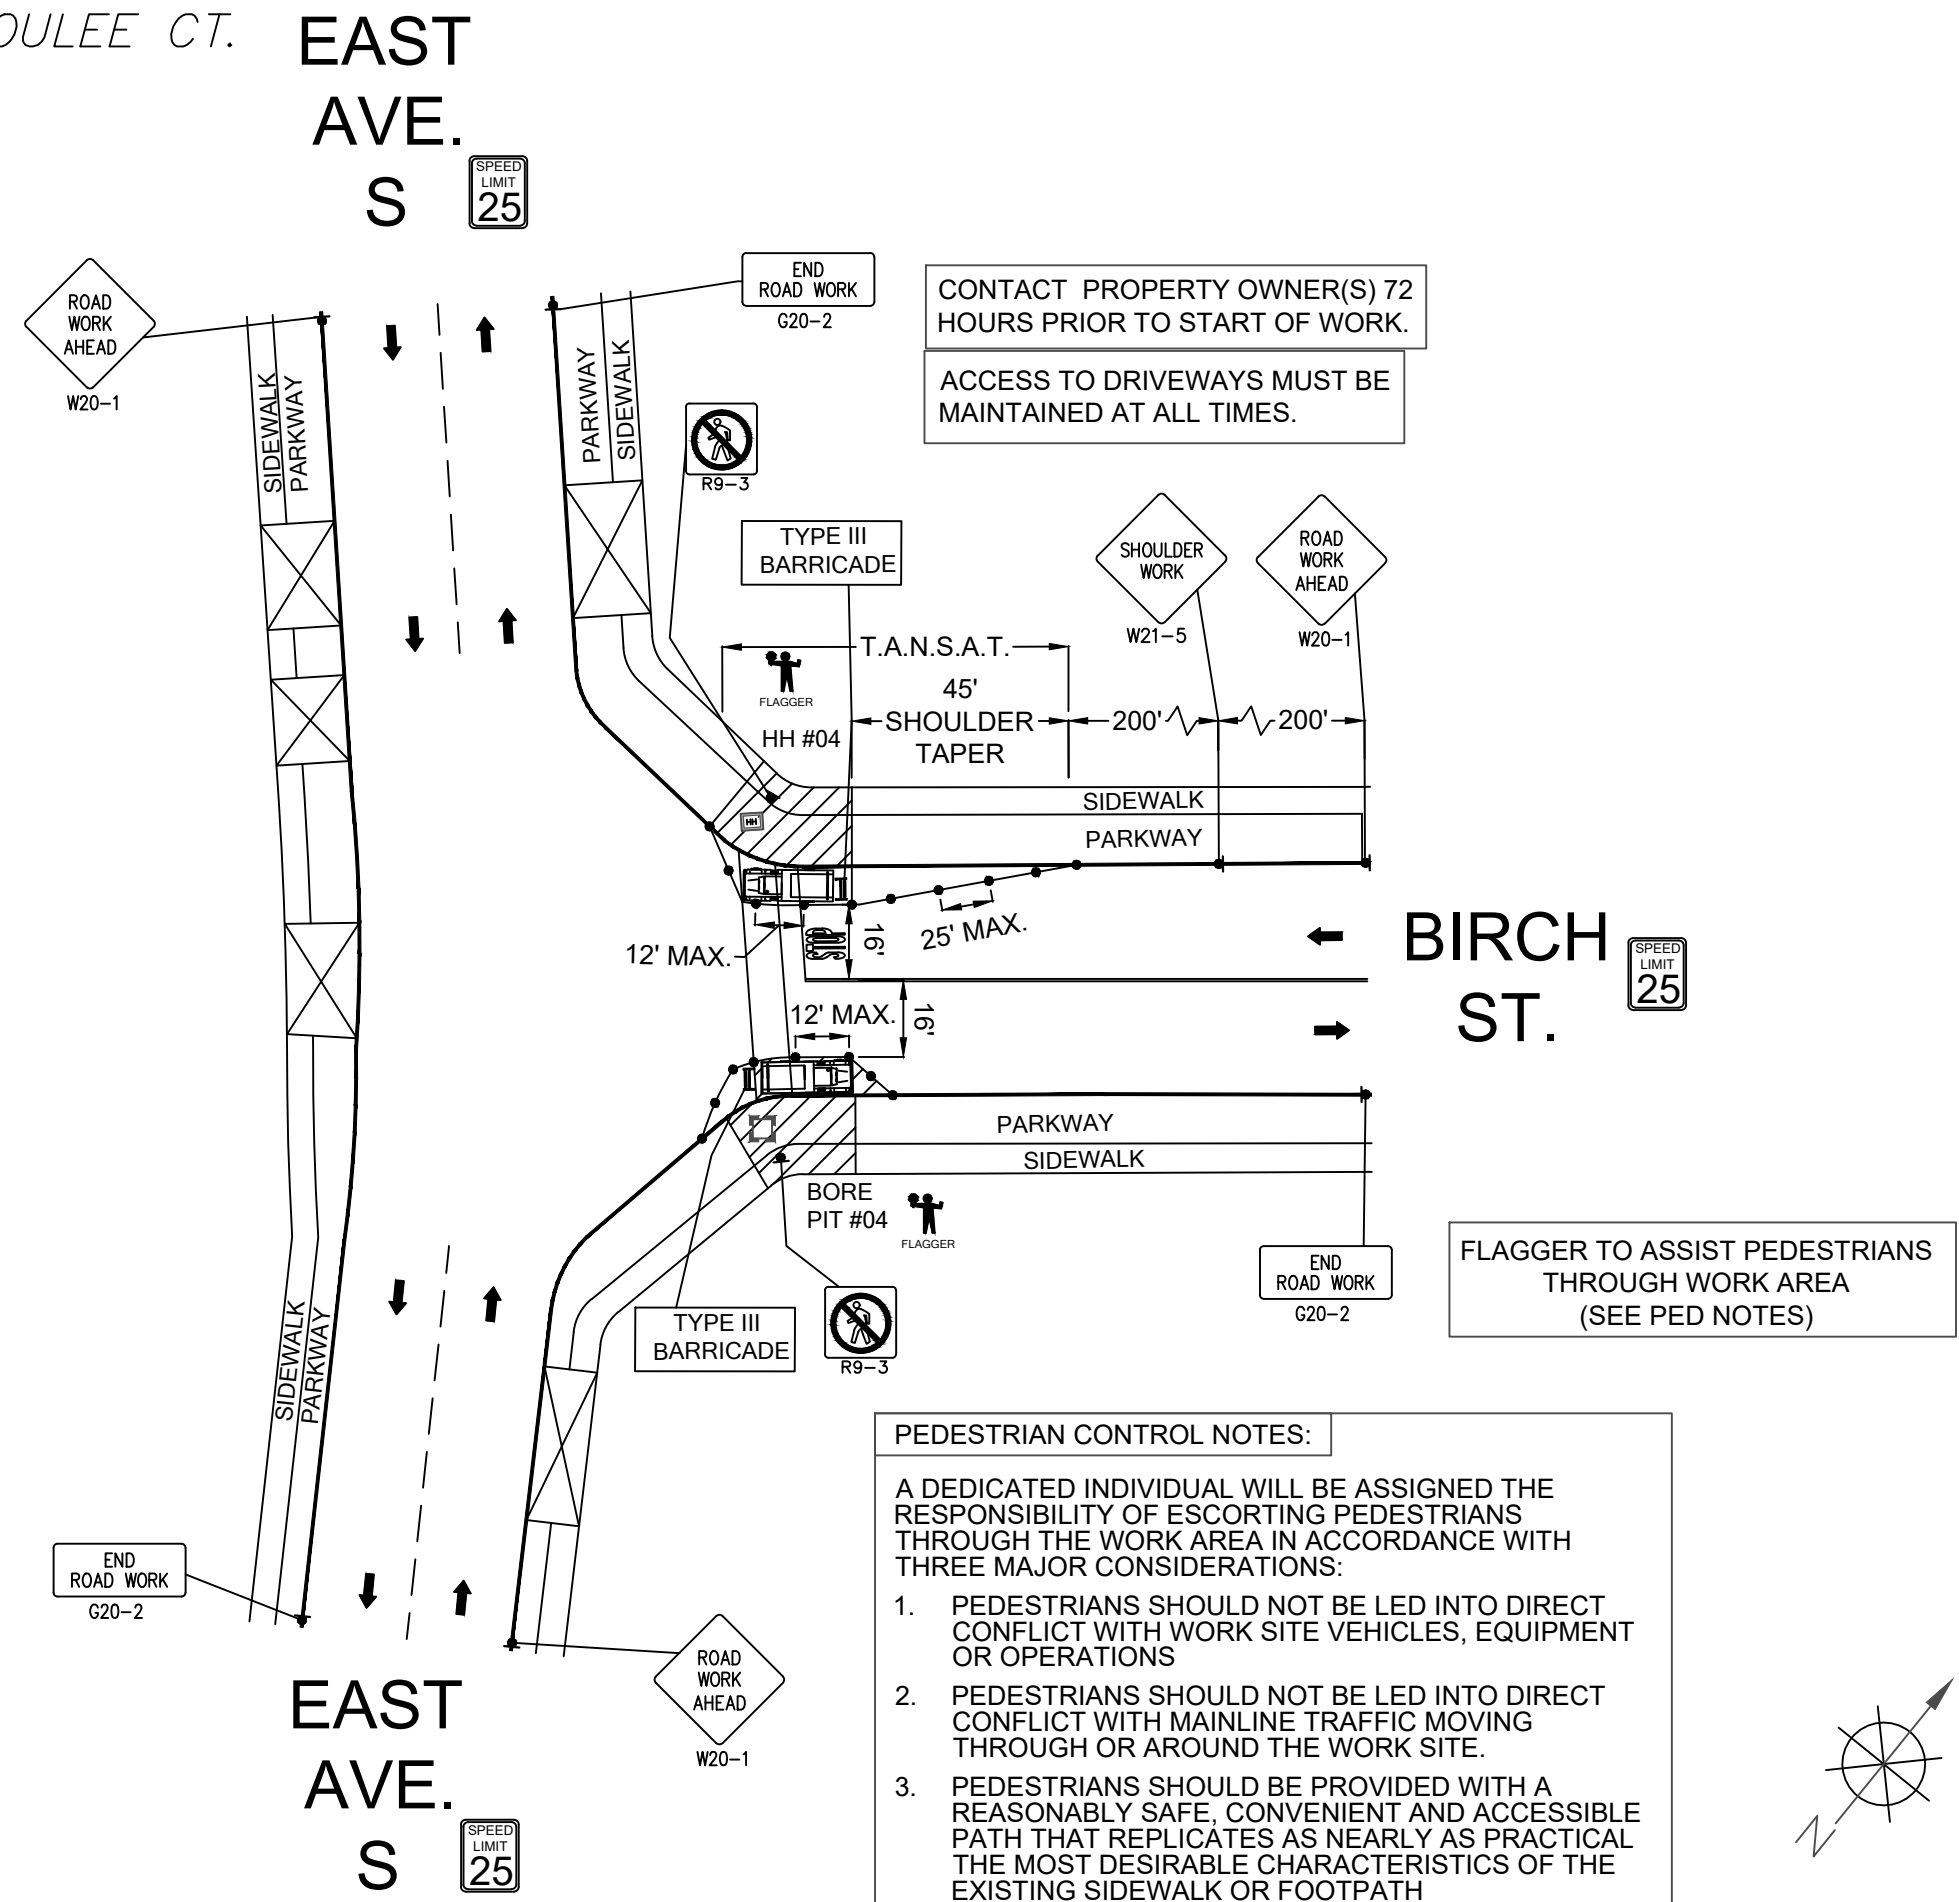 OULEE CT.
EAST
AVE.
S
SPEED
LIMIT
25
ROAD
WORK
AHEAD
W20-1
END
ROAD WORK
G20-2
CONTACT PROPERTY OWNER(S) 72
HOURS PRIOR TO START OF WORK.
ACCESS TO DRIVEWAYS MUST BE
MAINTAINED AT ALL TIMES.
SIDEWALK
PARKWAY
PARKWAY
SIDEWALK
R9-3
TYPE III
BARRICADE
SHOULDER
WORK
W21-5
ROAD
WORK
AHEAD
W20-1
T.A.N.S.A.T.
FLAGGER
HH #04
45'
SHOULDER
TAPER
200'
200'
SIDEWALK
PARKWAY
HH
STOP
16'
25' MAX.
12' MAX.
BIRCH
ST.
SPEED
LIMIT
25
12' MAX.
16'
PARKWAY
SIDEWALK
BORE
PIT #04
FLAGGER
TYPE III
BARRICADE
R9-3
END
ROAD WORK
G20-2
FLAGGER TO ASSIST PEDESTRIANS
THROUGH WORK AREA
(SEE PED NOTES)
SIDEWALK
PARKWAY
END
ROAD WORK
G20-2
ROAD
WORK
AHEAD
W20-1
EAST
AVE.
S
SPEED
LIMIT
25
PEDESTRIAN CONTROL NOTES:
A DEDICATED INDIVIDUAL WILL BE ASSIGNED THE
RESPONSIBILITY OF ESCORTING PEDESTRIANS
THROUGH THE WORK AREA IN ACCORDANCE WITH
THREE MAJOR CONSIDERATIONS:
1. PEDESTRIANS SHOULD NOT BE LED INTO DIRECT
CONFLICT WITH WORK SITE VEHICLES, EQUIPMENT
OR OPERATIONS
2. PEDESTRIANS SHOULD NOT BE LED INTO DIRECT
CONFLICT WITH MAINLINE TRAFFIC MOVING
THROUGH OR AROUND THE WORK SITE.
3. PEDESTRIANS SHOULD BE PROVIDED WITH A
REASONABLY SAFE, CONVENIENT AND ACCESSIBLE
PATH THAT REPLICATES AS NEARLY AS PRACTICAL
THE MOST DESIRABLE CHARACTERISTICS OF THE
EXISTING SIDEWALK OR FOOTPATH
N